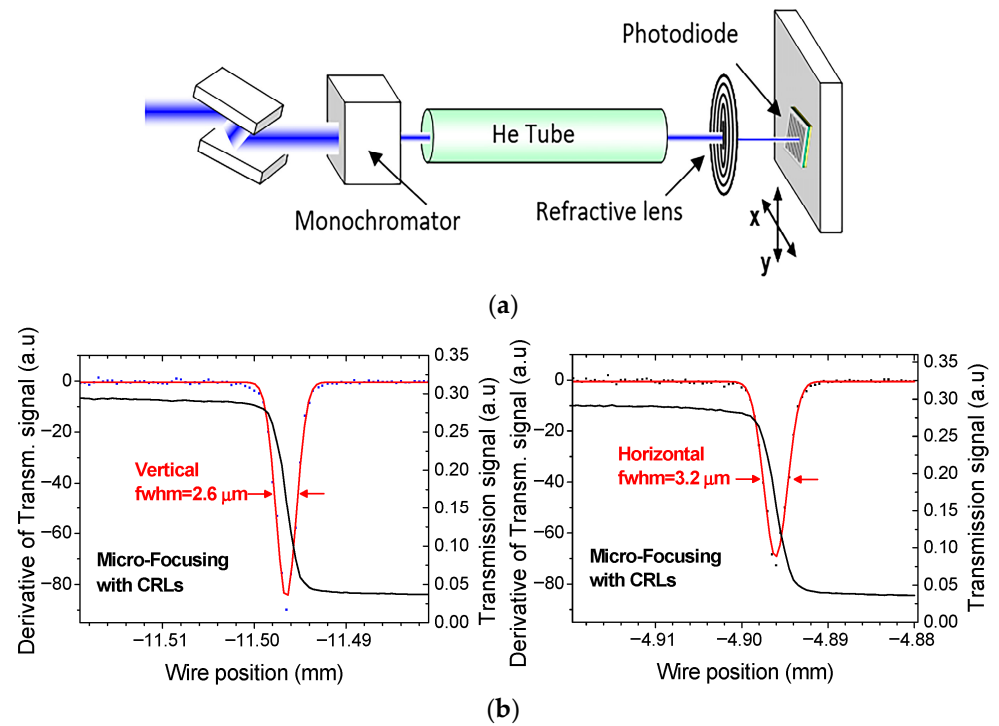 Photodiode
He Tube
Monochromator
Refractive lens
x
y
(a)
Derivative of Transm. signal (a.u)
0
−20
−40
−60
−80
Vertical
fwhm=2.6 μm
Micro-Focusing
with CRLs
0.35
0.30
0.25
0.20
0.15
0.10
0.05
0.00
Transmission signal (a.u)
−11.51
−11.50
−11.49
Wire position (mm)
Derivative of Transm. signal (a.u)
0
−20
−40
−60
−80
Horizontal
fwhm=3.2 μm
Micro-Focusing
with CRLs
0.35
0.30
0.25
0.20
0.15
0.10
0.05
0.00
Transmission signal (a.u)
−4.91
−4.90
−4.89
−4.88
Wire position (mm)
(b)